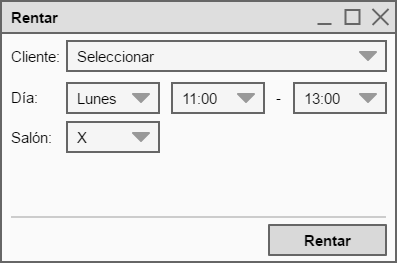 Rentar
Cliente: Seleccionar
Día: Lunes 11:00 - 13:00
Salón: X
Rentar